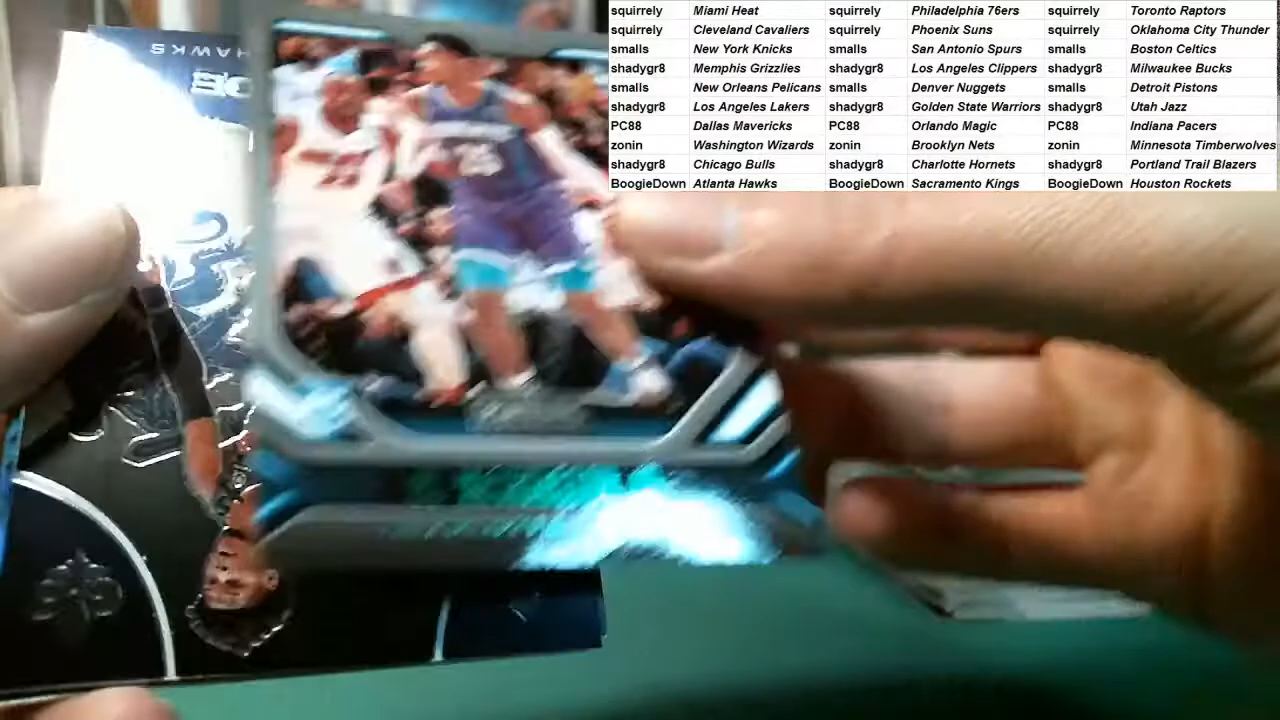 squirrely Miami Heat squirrely Philadelphia 76ers squirrely Toronto Raptors
squirrely Cleveland Cavaliers squirrely Phoenix Suns squirrely Oklahoma City Thunder
smalls New York Knicks smalls San Antonio Spurs smalls Boston Celtics
shadygr8 Memphis Grizzlies shadygr8 Los Angeles Clippers shadygr8 Milwaukee Bucks
smalls New Orleans Pelicans smalls Denver Nuggets smalls Detroit Pistons
shadygr8 Los Angeles Lakers shadygr8 Golden State Warriors shadygr8 Utah Jazz
PC88 Dallas Mavericks PC88 Orlando Magic PC88 Indiana Pacers
zonin Washington Wizards zonin Brooklyn Nets zonin Minnesota Timberwolves
shadygr8 Chicago Bulls shadygr8 Charlotte Hornets shadygr8 Portland Trail Blazers
BoogieDown Atlanta Hawks BoogieDown Sacramento Kings BoogieDown Houston Rockets
HAWKS